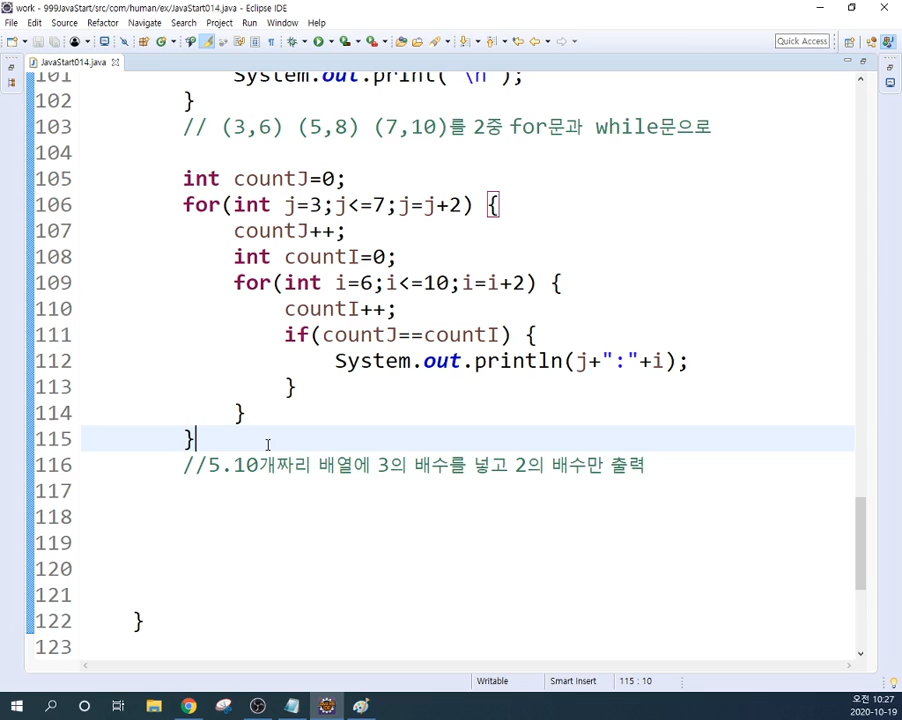 work - 999JavaStart/src/com/human/ex/JavaStart014.java - Eclipse IDE
File Edit Source Refactor Navigate Search Project Run Window Help
Quick Access
JavaStart014.java
101 System.out.print("\n");
102 }
103 // (3,6) (5,8) (7,10)를 2중 for문과 while문으로
104
105 int countJ=0;
106 for(int j=3;j<=7;j=j+2) {
107 countJ++;
108 int countI=0;
109 for(int i=6;i<=10;i=i+2) {
110 countI++;
111 if(countJ==countI) {
112 System.out.println(j+":"+i);
113 }
114 }
115 }
116 //5.10개짜리 배열에 3의 배수를 넣고 2의 배수만 출력
117
118
119
120
121
122 }
123
Writable Smart Insert 115 : 10
오전 10:27
2020-10-19